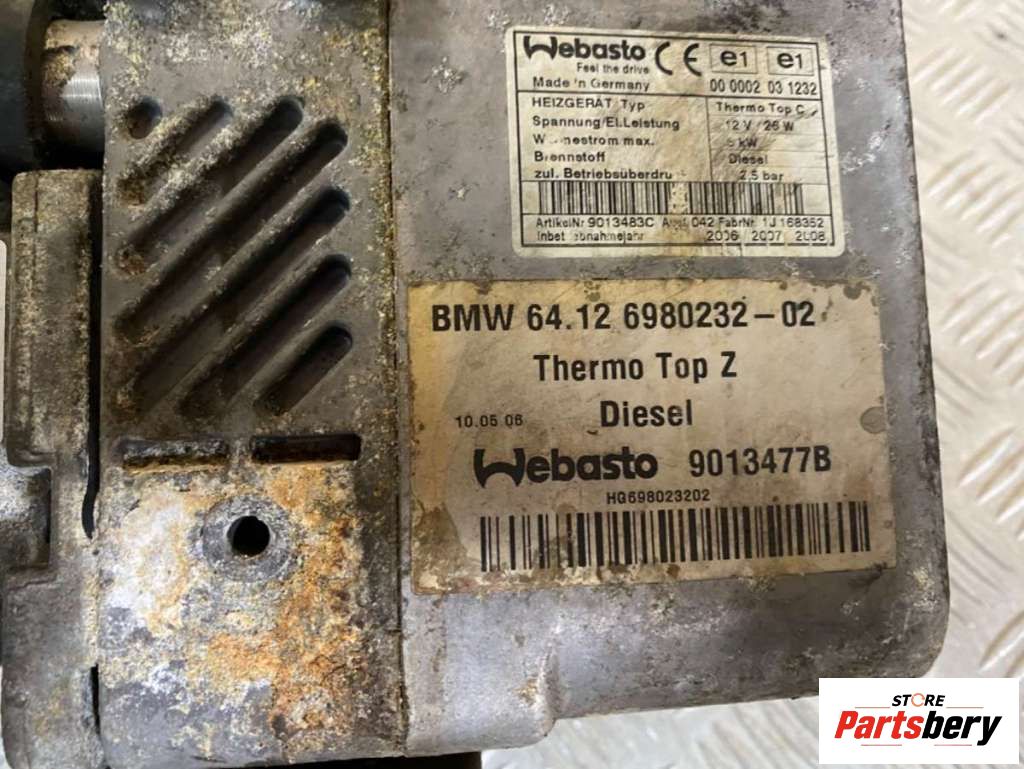 Webasto CE e1 e1
Feel the drive
Made in Germany 00 0002 03 1232
HEIZGERÄT Typ Thermo Top C
Spannung/El.Leistung 12 V / 26 W
max. kW
Brennstoff Diesel
zul. Betriebsüberdru 2,5 bar
ArtikelNr 9013483C 042 FabrNr 1J 168352
2006 / 2007 / 2008
BMW 64.12 6980232-02
Thermo Top Z
10.05 06 Diesel
Webasto 9013477B
HG698023202
STORE
Partsbery